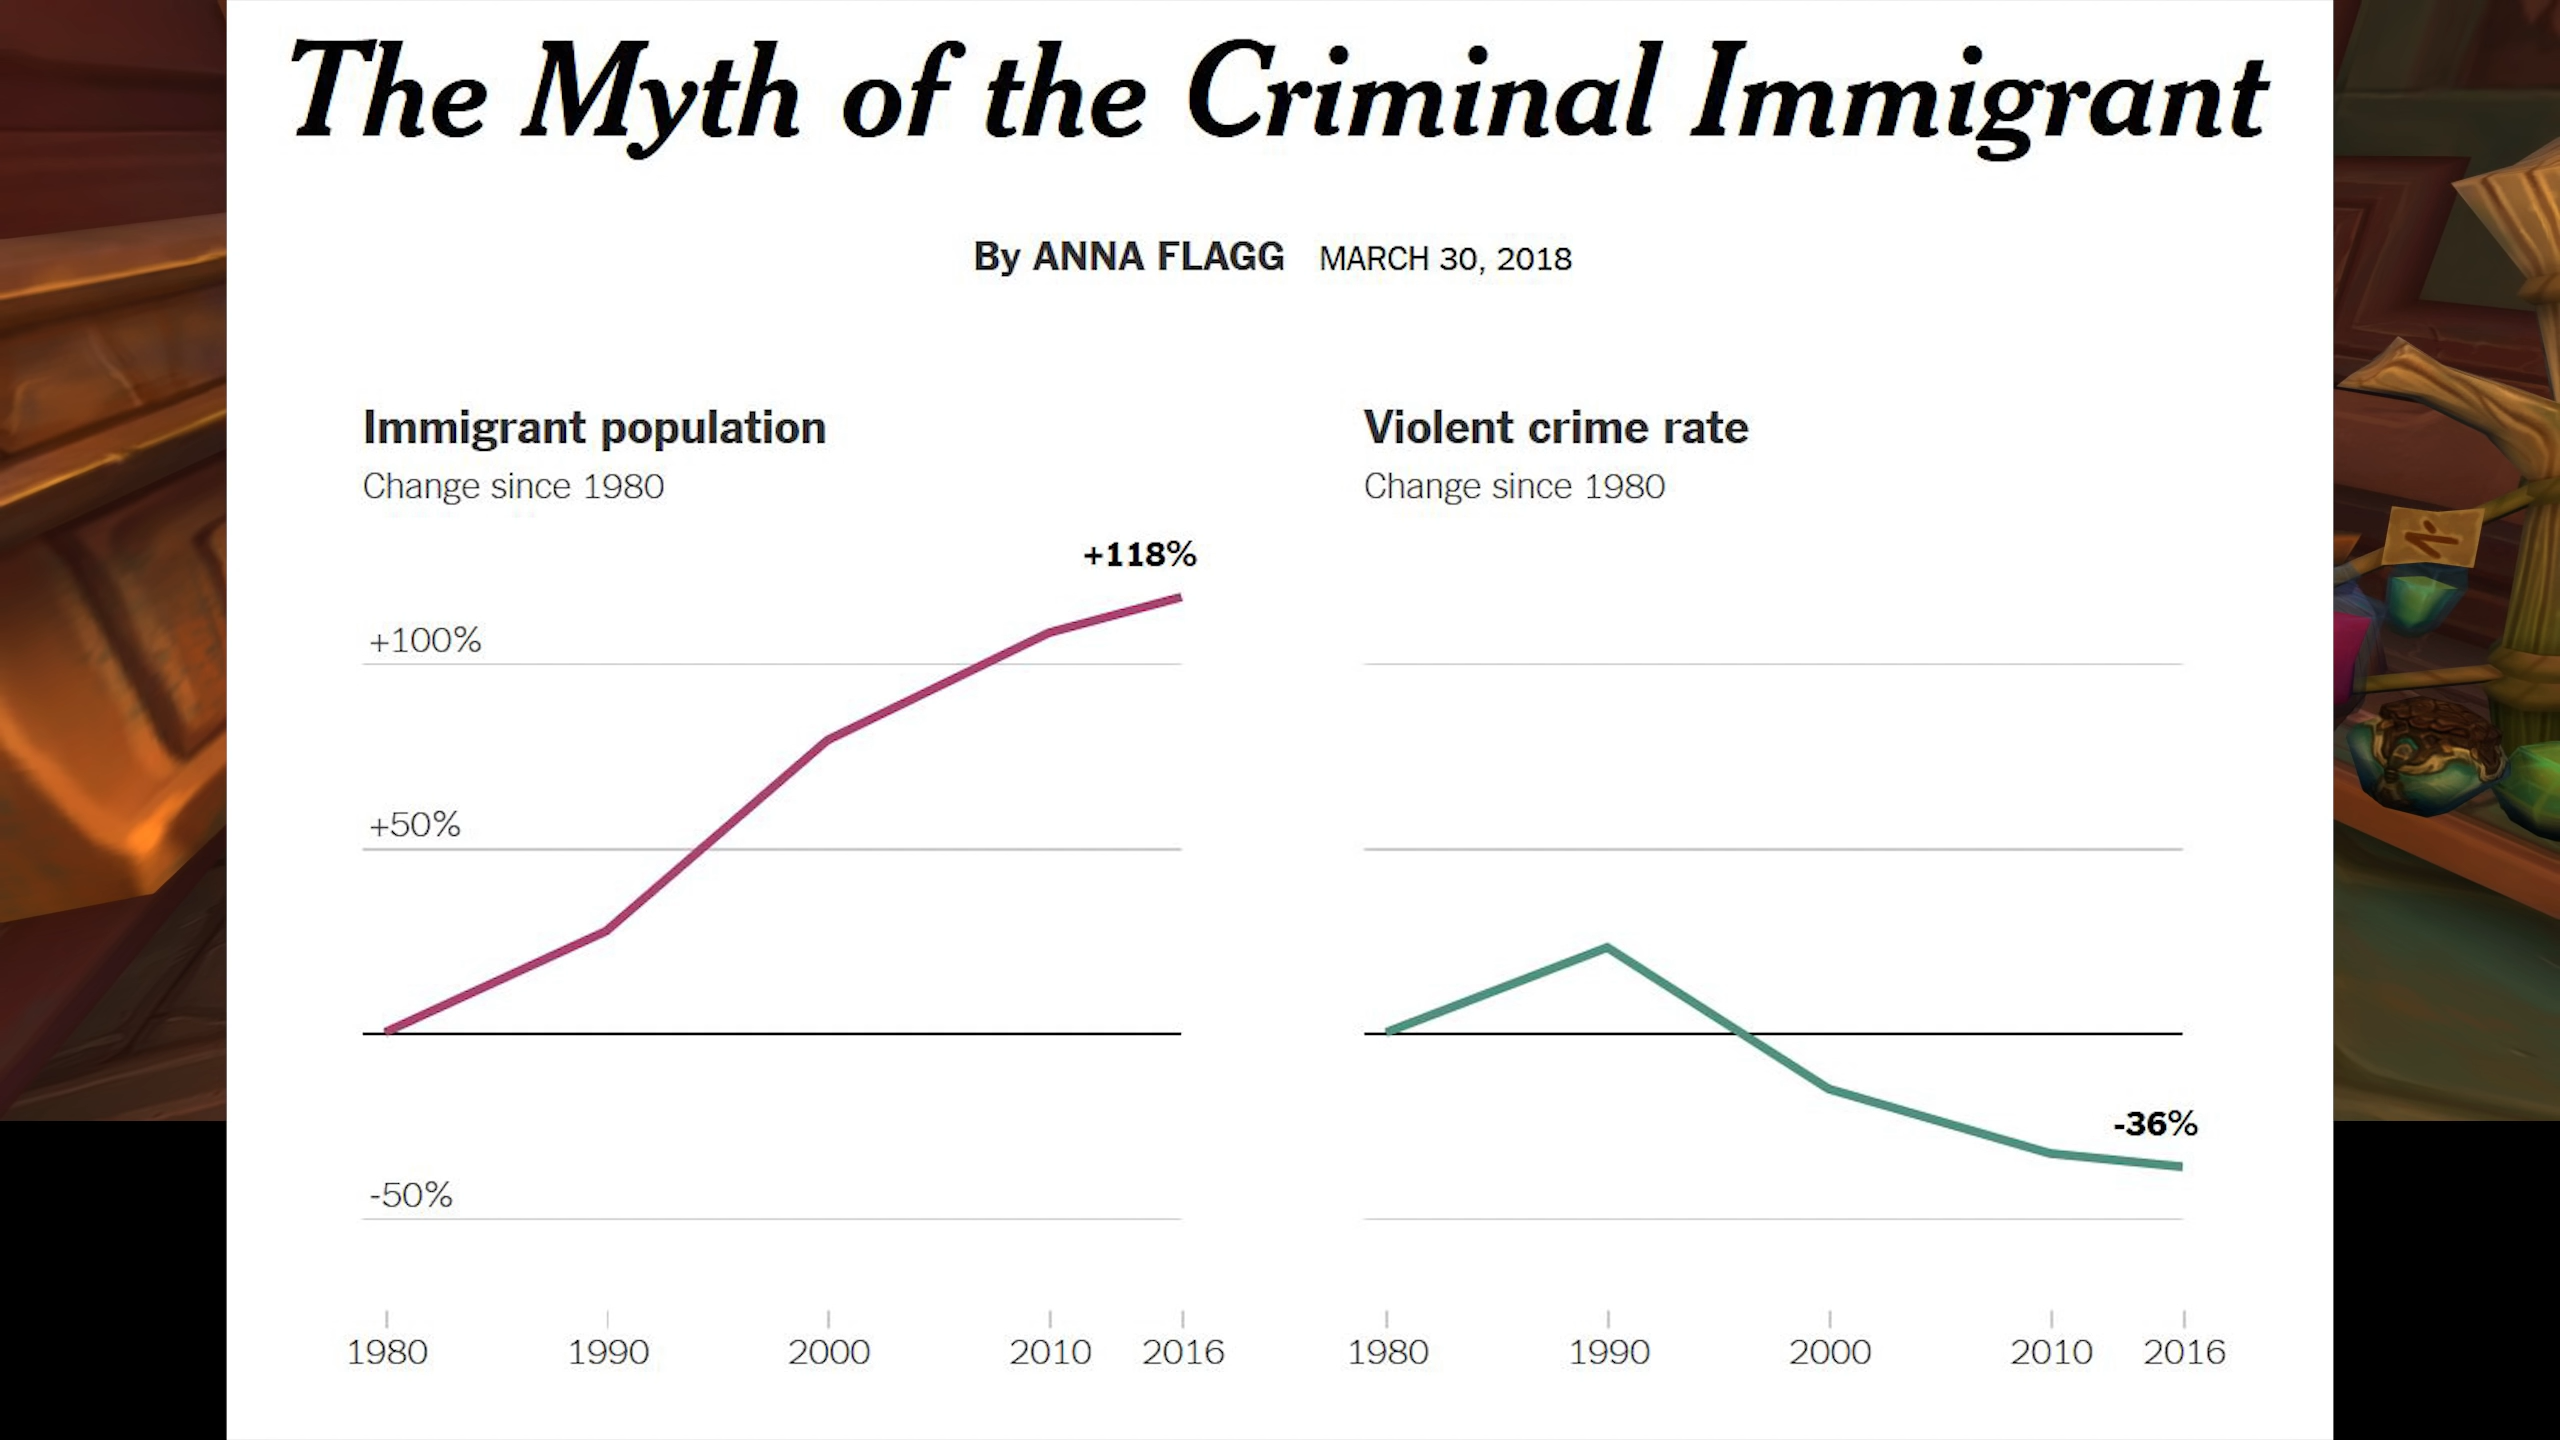 The Myth of the Criminal Immigrant
By ANNA FLAGG MARCH 30, 2018
Immigrant population
Change since 1980
+118%
+100%
+50%
-50%
1980 1990 2000 2010 2016
Violent crime rate
Change since 1980
-36%
1980 1990 2000 2010 2016